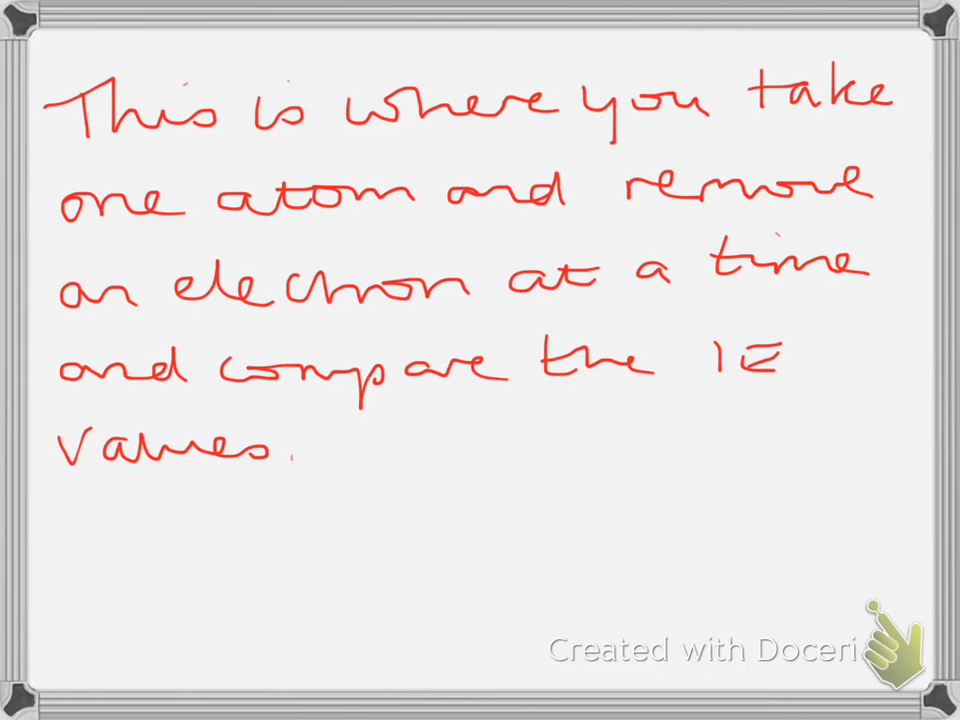 This is where you take
one atom and remove
an electron at a time
and compare the IE
values.
Created with Doceri